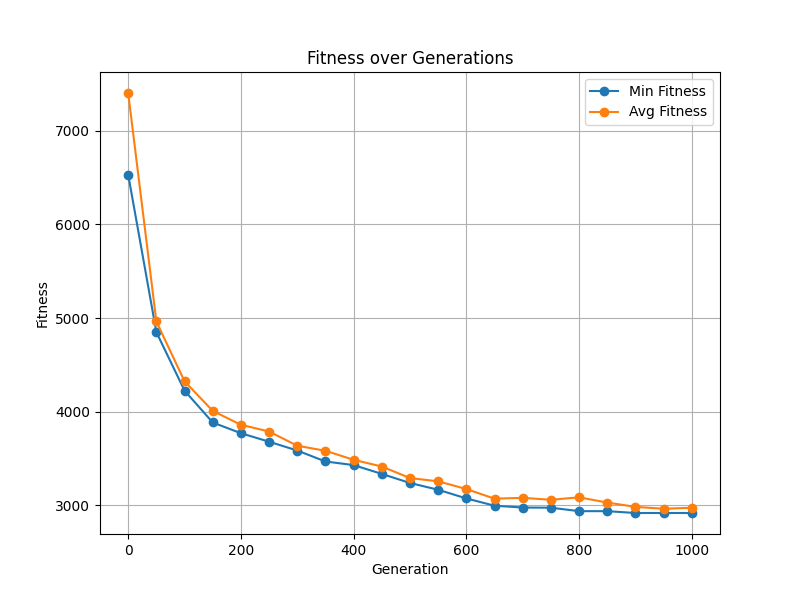 Fitness over Generations
Min Fitness
Avg Fitness
7000
6000
5000
4000
3000
Fitness
0 200 400 600 800 1000
Generation